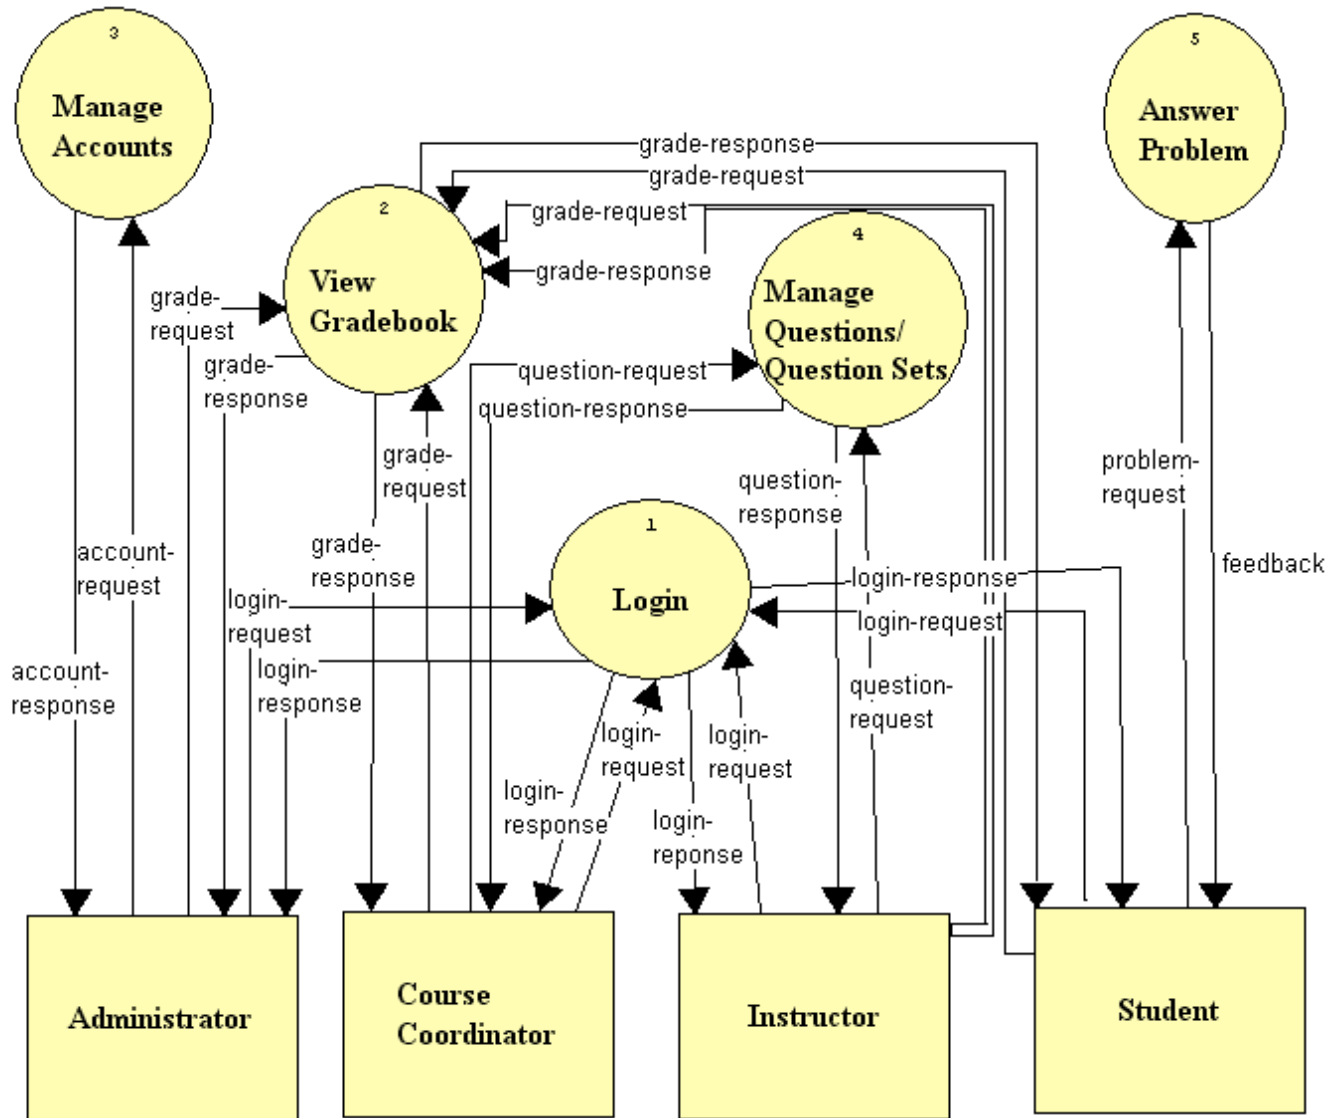 3
Manage
Accounts
5
Answer
Problem
grade-response
grade-request
2
View
Gradebook
grade-request
grade-response
4
Manage
Questions/
Question Sets
grade-
request
grade-
response
question-request
question-response
grade-
request
question-
response
problem-
request
1
Login
grade-
response
account-
request
login-
request
login-response
login-request
feedback
account-
response
login-
response
question-
request
login-
request
login-
request
login-
response
login-
reponse
Administrator
Course
Coordinator
Instructor
Student